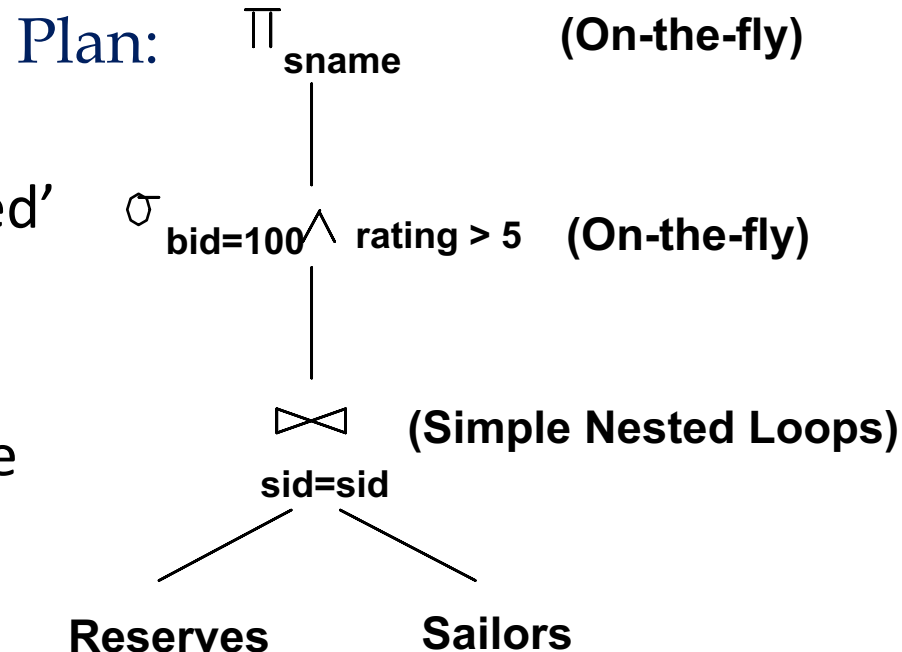 Plan: π sname (On-the-fly)
ed’ σ bid=100 ∧ rating > 5 (On-the-fly)
⋈ (Simple Nested Loops)
e
sid=sid
Reserves Sailors